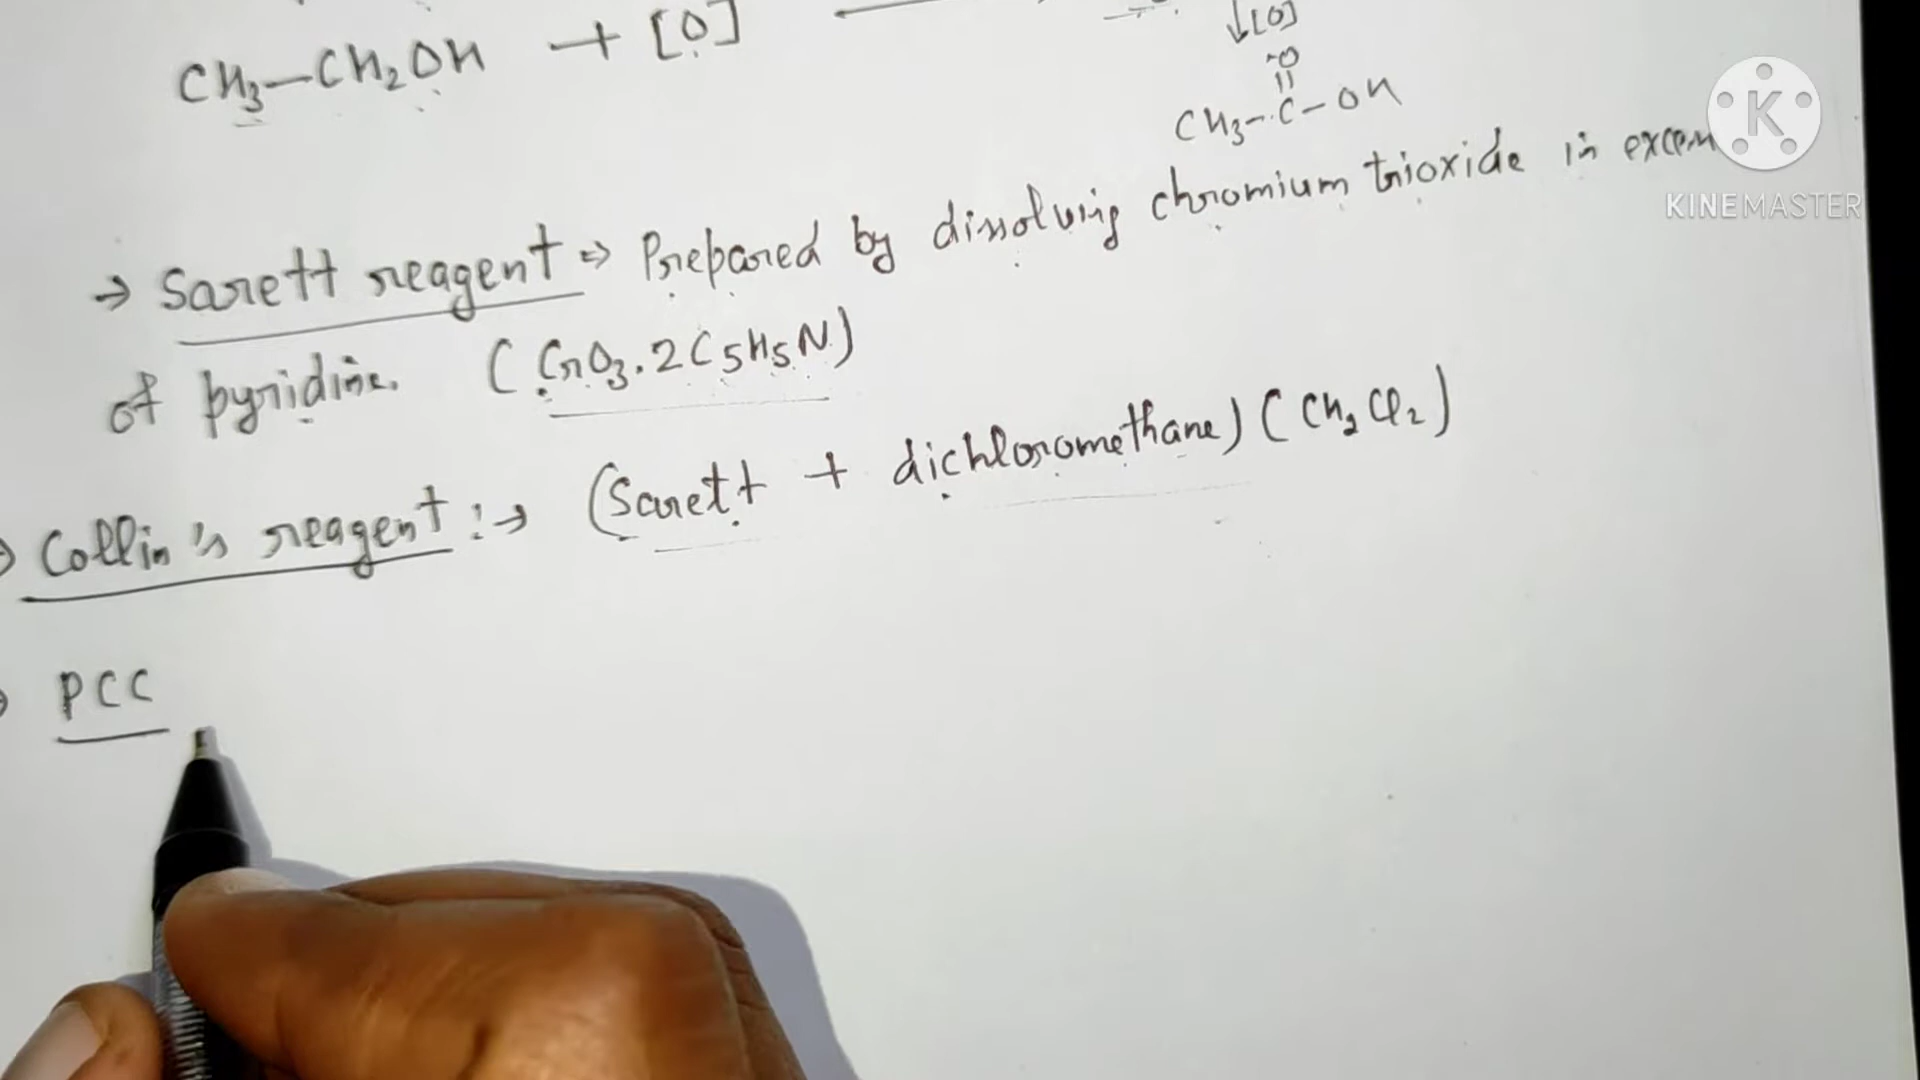 CH3-CH2OH + [O]
↓[O]
O
||
CH3-C-OH
→ Sarett reagent ⇒ Prepared by dissolving chromium trioxide in excess
of pyridine. (CrO3.2C5H5N)
Collin's reagent :→ (Sarett + dichloromethane) (CH2Cl2)
PCC
K
KINEMASTER